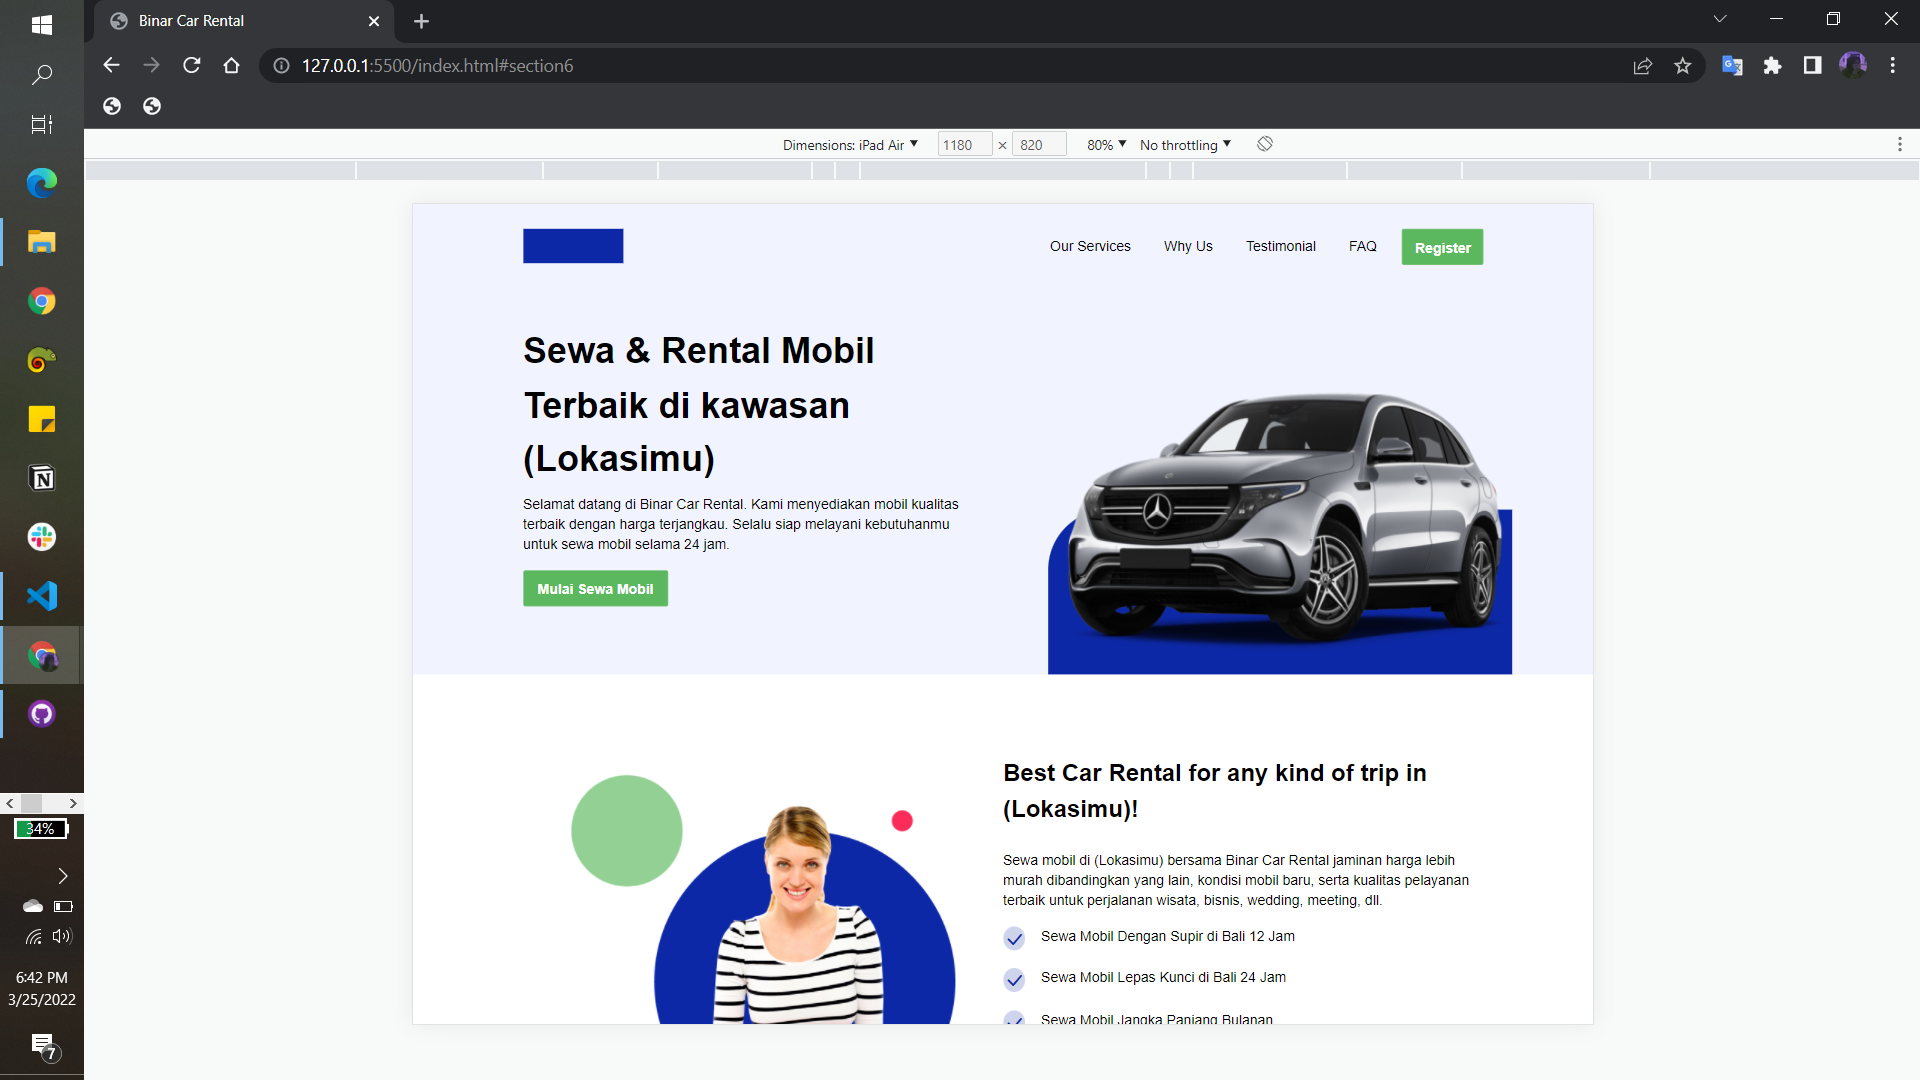 Binar Car Rental
127.0.0.1:5500/index.html#section6
Dimensions: iPad Air 1180 × 820 80% No throttling
Our Services Why Us Testimonial FAQ Register
Sewa & Rental Mobil
Terbaik di kawasan
(Lokasimu)
Selamat datang di Binar Car Rental. Kami menyediakan mobil kualitas
terbaik dengan harga terjangkau. Selalu siap melayani kebutuhanmu
untuk sewa mobil selama 24 jam.
Mulai Sewa Mobil
Best Car Rental for any kind of trip in
(Lokasimu)!
Sewa mobil di (Lokasimu) bersama Binar Car Rental jaminan harga lebih
murah dibandingkan yang lain, kondisi mobil baru, serta kualitas pelayanan
terbaik untuk perjalanan wisata, bisnis, wedding, meeting, dll.
Sewa Mobil Dengan Supir di Bali 12 Jam
Sewa Mobil Lepas Kunci di Bali 24 Jam
Sewa Mobil Jangka Panjang Bulanan
34%
6:42 PM
3/25/2022
7